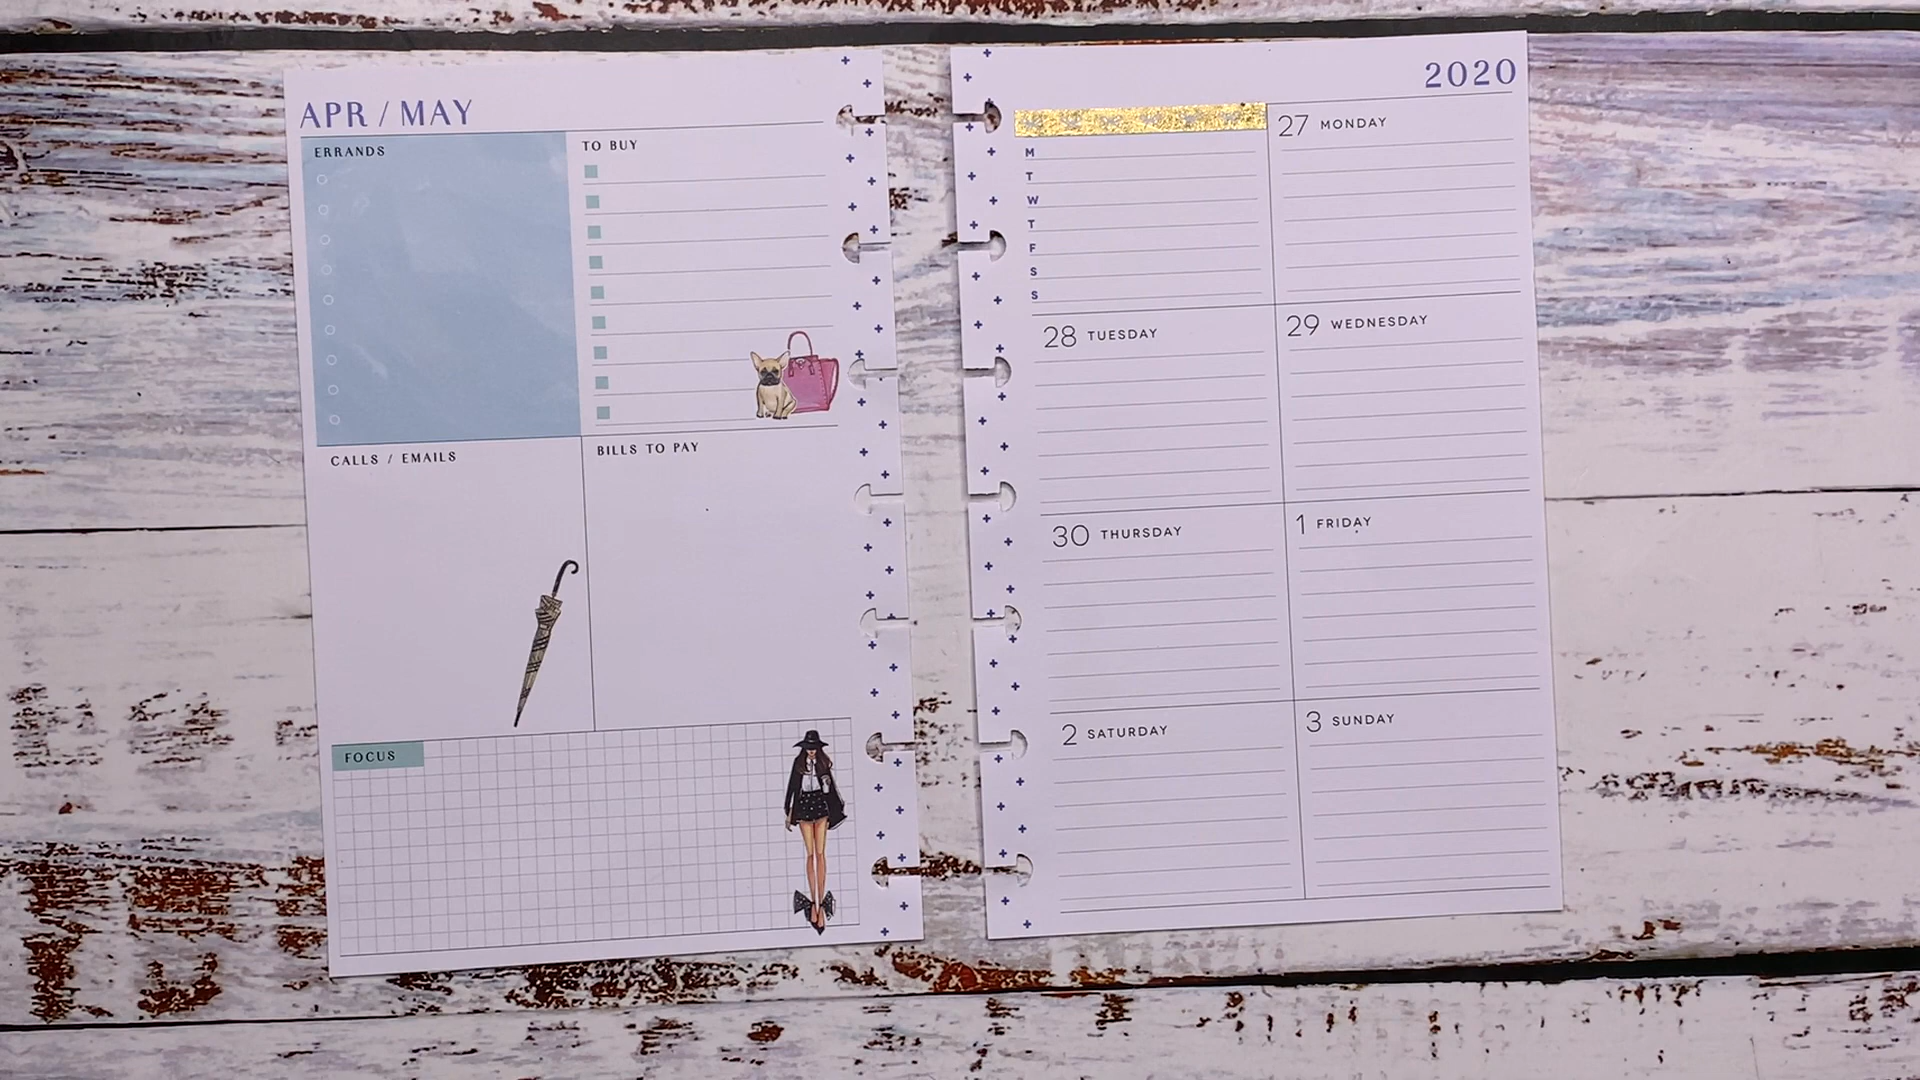 APR / MAY
ERRANDS
TO BUY
CALLS / EMAILS
BILLS TO PAY
FOCUS
2020
M
T
W
T
F
S
S
27 MONDAY
28 TUESDAY
29 WEDNESDAY
30 THURSDAY
1 FRIDAY
2 SATURDAY
3 SUNDAY